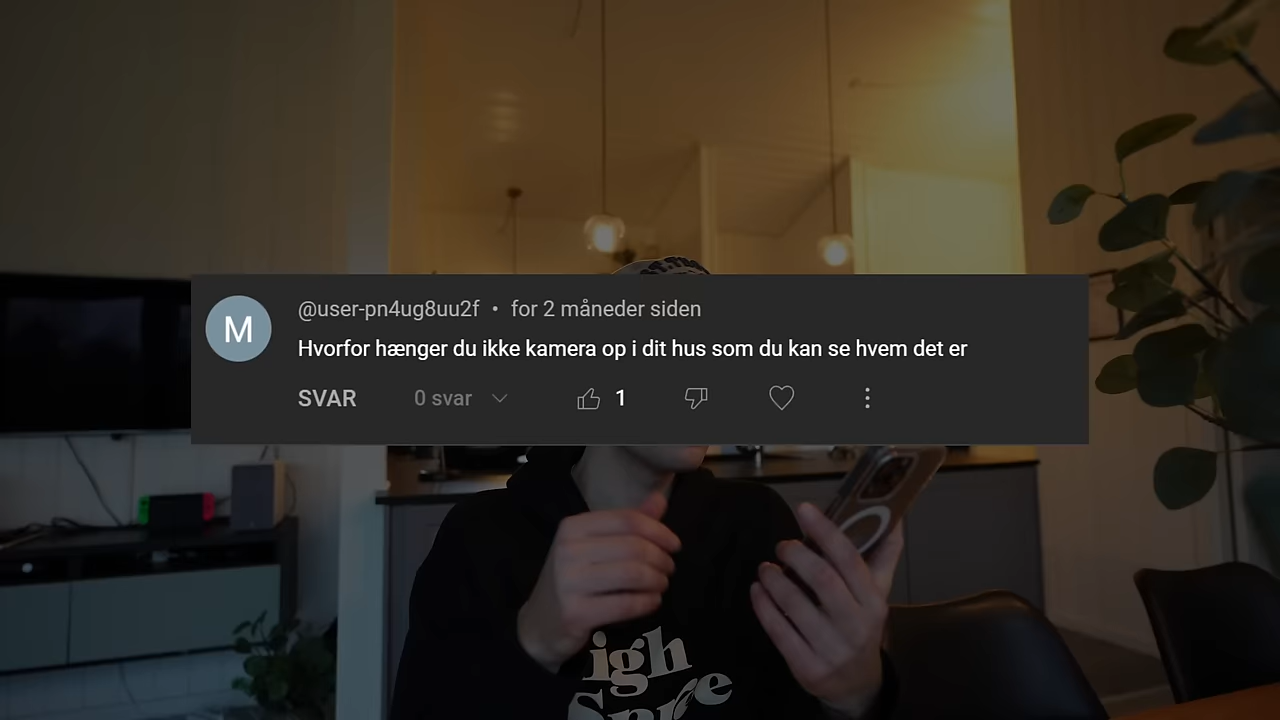 M
@user-pn4ug8uu2f • for 2 måneder siden
Hvorfor hænger du ikke kamera op i dit hus som du kan se hvem det er
SVAR 0 svar 1
igh